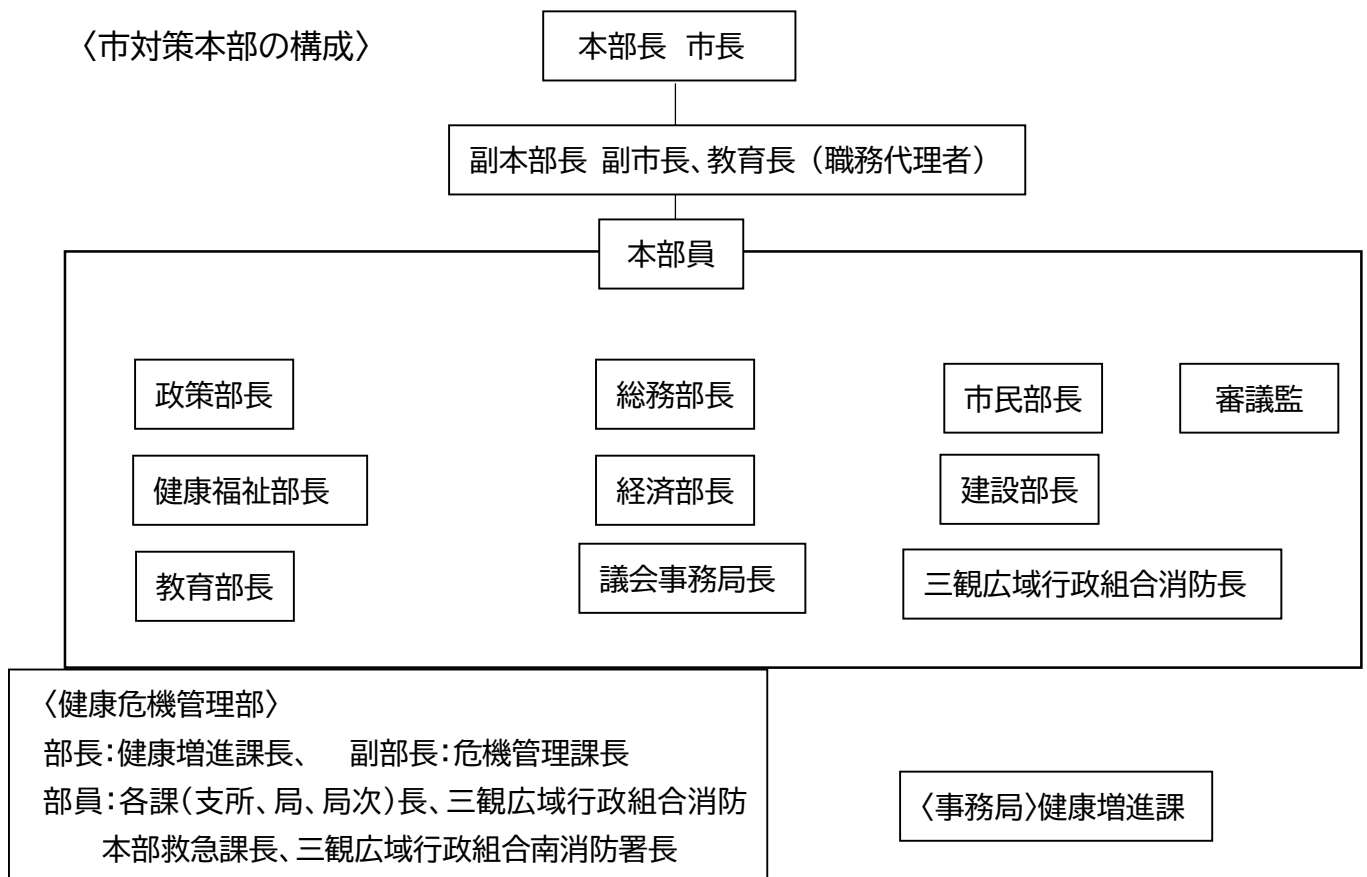 〈市対策本部の構成〉
本部長 市長
副本部長 副市長、教育長（職務代理者）
本部員
政策部長
総務部長
市民部長
審議監
健康福祉部長
経済部長
建設部長
教育部長
議会事務局長
三観広域行政組合消防長
〈健康危機管理部〉
部長：健康増進課長、 副部長：危機管理課長
部員：各課（支所、局、局次）長、三観広域行政組合消防
本部救急課長、三観広域行政組合南消防署長
〈事務局〉健康増進課